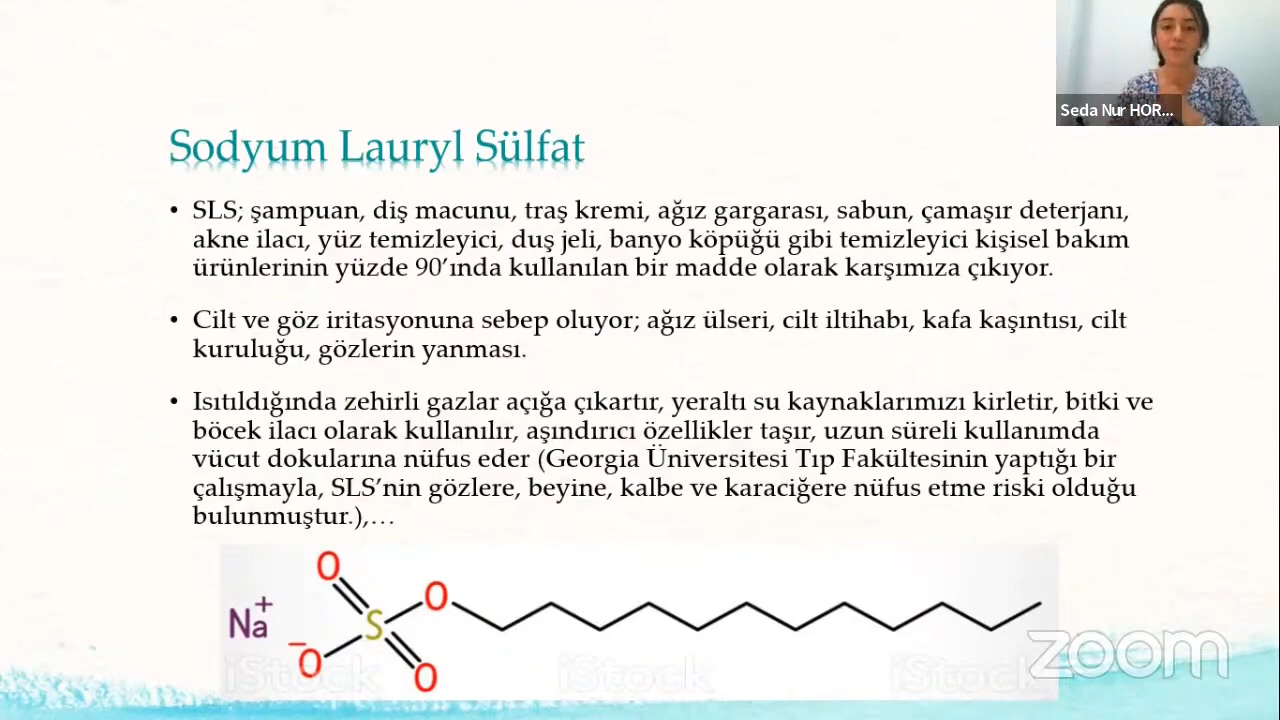 Seda Nur HOR...
Sodyum Lauryl Sülfat
• SLS; şampuan, diş macunu, traş kremi, ağız gargarası, sabun, çamaşır deterjanı,
akne ilacı, yüz temizleyici, duş jeli, banyo köpüğü gibi temizleyici kişisel bakım
ürünlerinin yüzde 90’ında kullanılan bir madde olarak karşımıza çıkıyor.
• Cilt ve göz iritasyonuna sebep oluyor; ağız ülseri, cilt iltihabı, kafa kaşıntısı, cilt
kuruluğu, gözlerin yanması.
• Isıtıldığında zehirli gazlar açığa çıkartır, yeraltı su kaynaklarımızı kirletir, bitki ve
böcek ilacı olarak kullanılır, aşındırıcı özellikler taşır, uzun süreli kullanımda
vücut dokularına nüfus eder (Georgia Üniversitesi Tıp Fakültesinin yaptığı bir
çalışmayla, SLS’nin gözlere, beyine, kalbe ve karaciğere nüfus etme riski olduğu
bulunmuştur.),…
O
O
Na+
S
−O
O
iStock iStock iStock
zoom